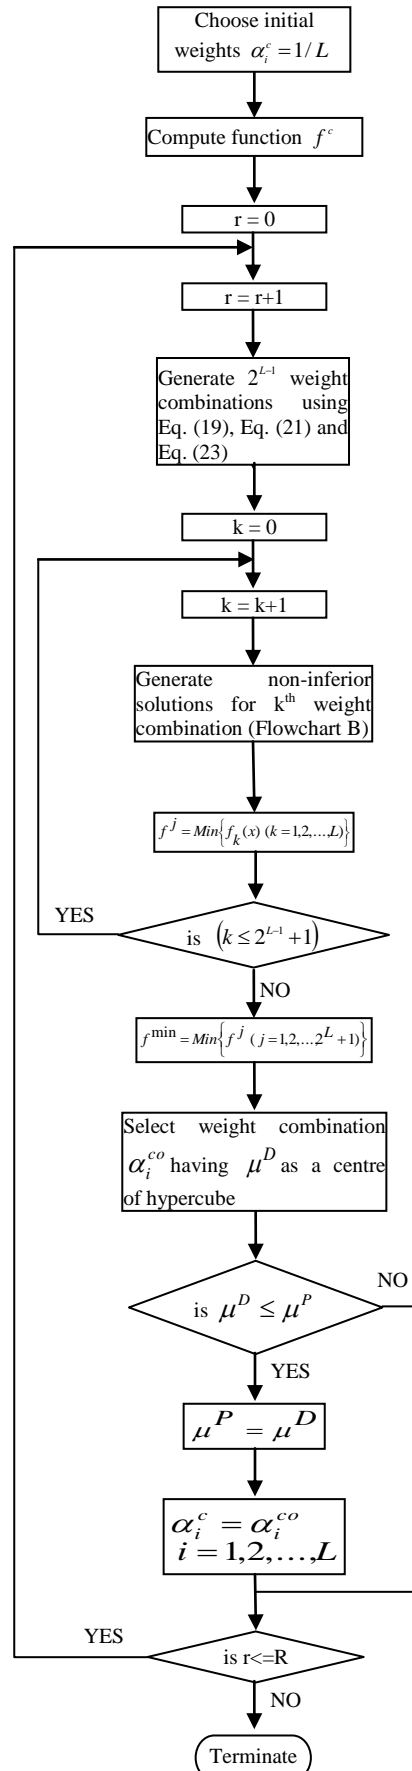 Choose initial
weights α_i^c = 1/ L
Compute function f^c
r = 0
r = r+1
Generate 2^{L-1} weight
combinations using
Eq. (19), Eq. (21) and
Eq. (23)
k = 0
k = k+1
Generate non-inferior
solutions for k^th weight
combination (Flowchart B)
f^j = Min{f_k(x) (k=1,2,...,L)}
YES
is (k ≤ 2^{L-1} +1)
NO
f^min = Min{f^j ( j=1,2,...,2^L +1)}
Select weight combination
α_i^{co} having μ^D as a centre
of hypercube
NO
is μ^D ≤ μ^P
YES
μ^P = μ^D
α_i^c = α_i^{co}
i = 1,2,...,L
YES
is r<=R
NO
Terminate